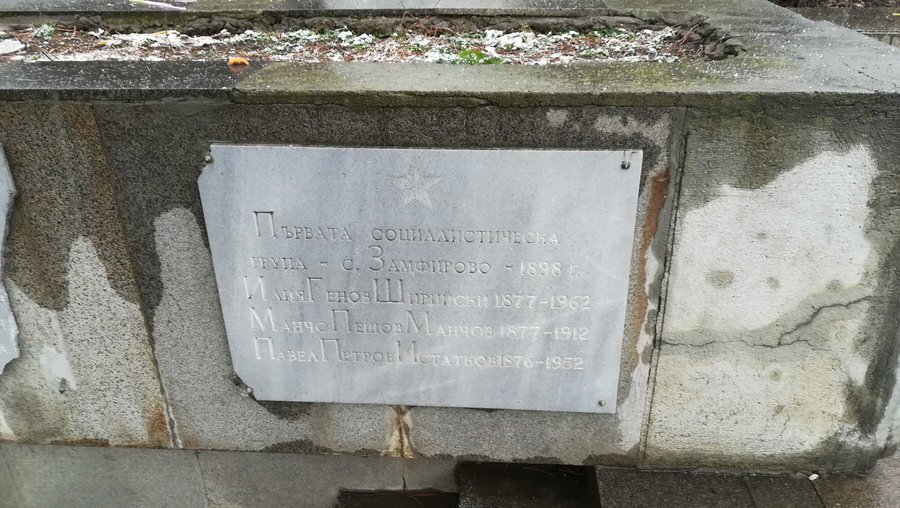 Първата социалистическа
група - с. Замфирово - 1898 г.
Илия Генов Ширийски 1877-1962
Манчо Пешов Манчов 1877-1912
Павел Петров Истатков 1876-1952